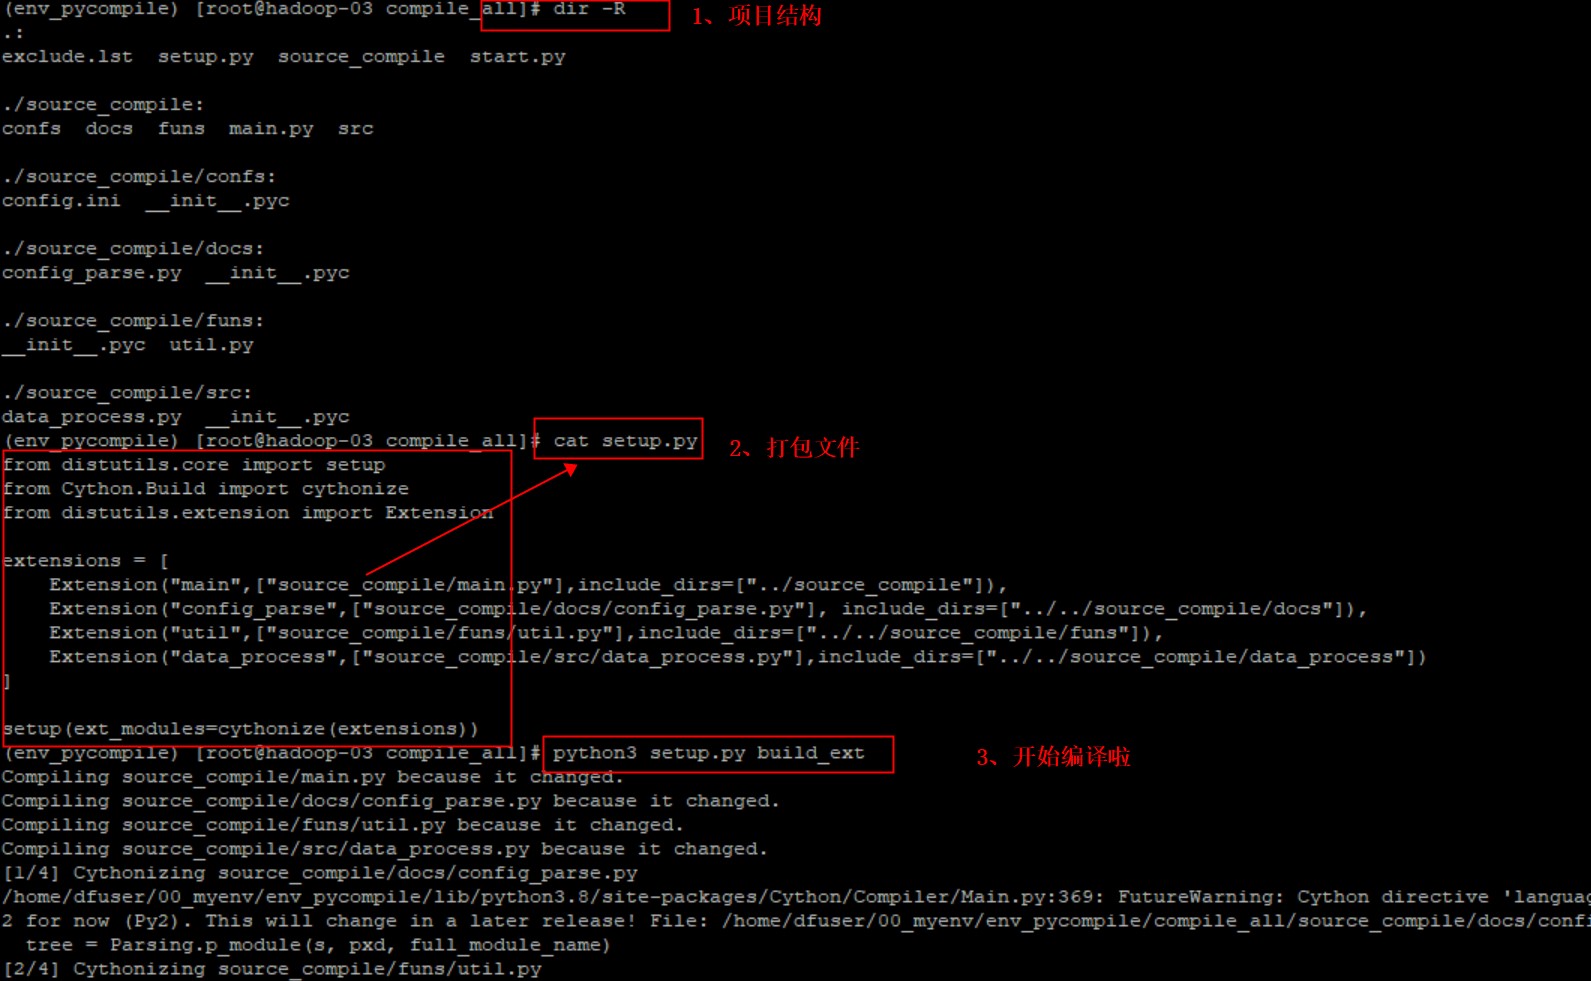 (env_pycompile) [root@hadoop-03 compile_all]# dir -R
1、项目结构
.:
exclude.lst  setup.py  source_compile  start.py
./source_compile:
confs  docs  funs  main.py  src
./source_compile/confs:
config.ini  __init__.pyc
./source_compile/docs:
config_parse.py  __init__.pyc
./source_compile/funs:
__init__.pyc  util.py
./source_compile/src:
data_process.py  __init__.pyc
(env_pycompile) [root@hadoop-03 compile_all]# cat setup.py
2、打包文件
from distutils.core import setup
from Cython.Build import cythonize
from distutils.extension import Extension
extensions = [
    Extension("main",["source_compile/main.py"],include_dirs=["../source_compile"]),
    Extension("config_parse",["source_compile/docs/config_parse.py"], include_dirs=["../../source_compile/docs"]),
    Extension("util",["source_compile/funs/util.py"],include_dirs=["../../source_compile/funs"]),
    Extension("data_process",["source_compile/src/data_process.py"],include_dirs=["../../source_compile/data_process"])
]
setup(ext_modules=cythonize(extensions))
(env_pycompile) [root@hadoop-03 compile_all]# python3 setup.py build_ext
3、开始编译啦
Compiling source_compile/main.py because it changed.
Compiling source_compile/docs/config_parse.py because it changed.
Compiling source_compile/funs/util.py because it changed.
Compiling source_compile/src/data_process.py because it changed.
[1/4] Cythonizing source_compile/docs/config_parse.py
/home/dfuser/00_myenv/env_pycompile/lib/python3.8/site-packages/Cython/Compiler/Main.py:369: FutureWarning: Cython directive 'languag
2 for now (Py2). This will change in a later release! File: /home/dfuser/00_myenv/env_pycompile/compile_all/source_compile/docs/confi
  tree = Parsing.p_module(s, pxd, full_module_name)
[2/4] Cythonizing source_compile/funs/util.py